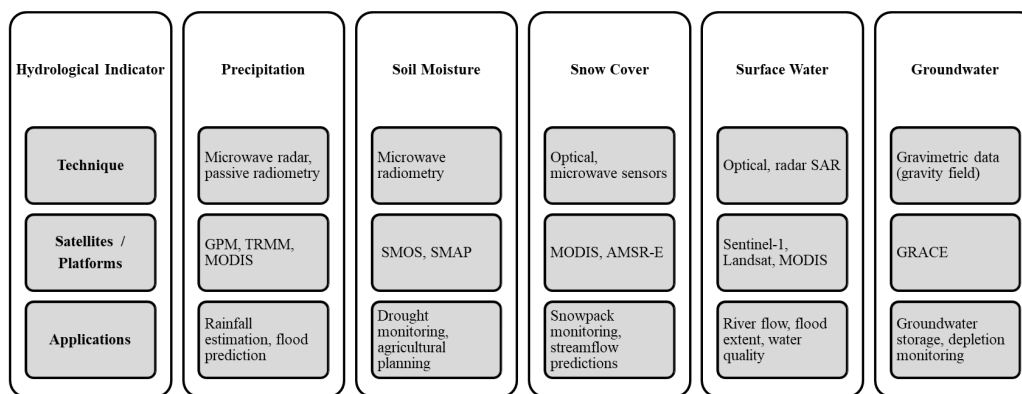 Hydrological Indicator
Technique
Satellites /
Platforms
Applications
Precipitation
Microwave radar,
passive radiometry
GPM, TRMM,
MODIS
Rainfall
estimation, flood
prediction
Soil Moisture
Microwave
radiometry
SMOS, SMAP
Drought
monitoring,
agricultural
planning
Snow Cover
Optical,
microwave sensors
MODIS, AMSR-E
Snowpack
monitoring,
streamflow
predictions
Surface Water
Optical, radar SAR
Sentinel-1,
Landsat, MODIS
River flow, flood
extent, water
quality
Groundwater
Gravimetric data
(gravity field)
GRACE
Groundwater
storage, depletion
monitoring